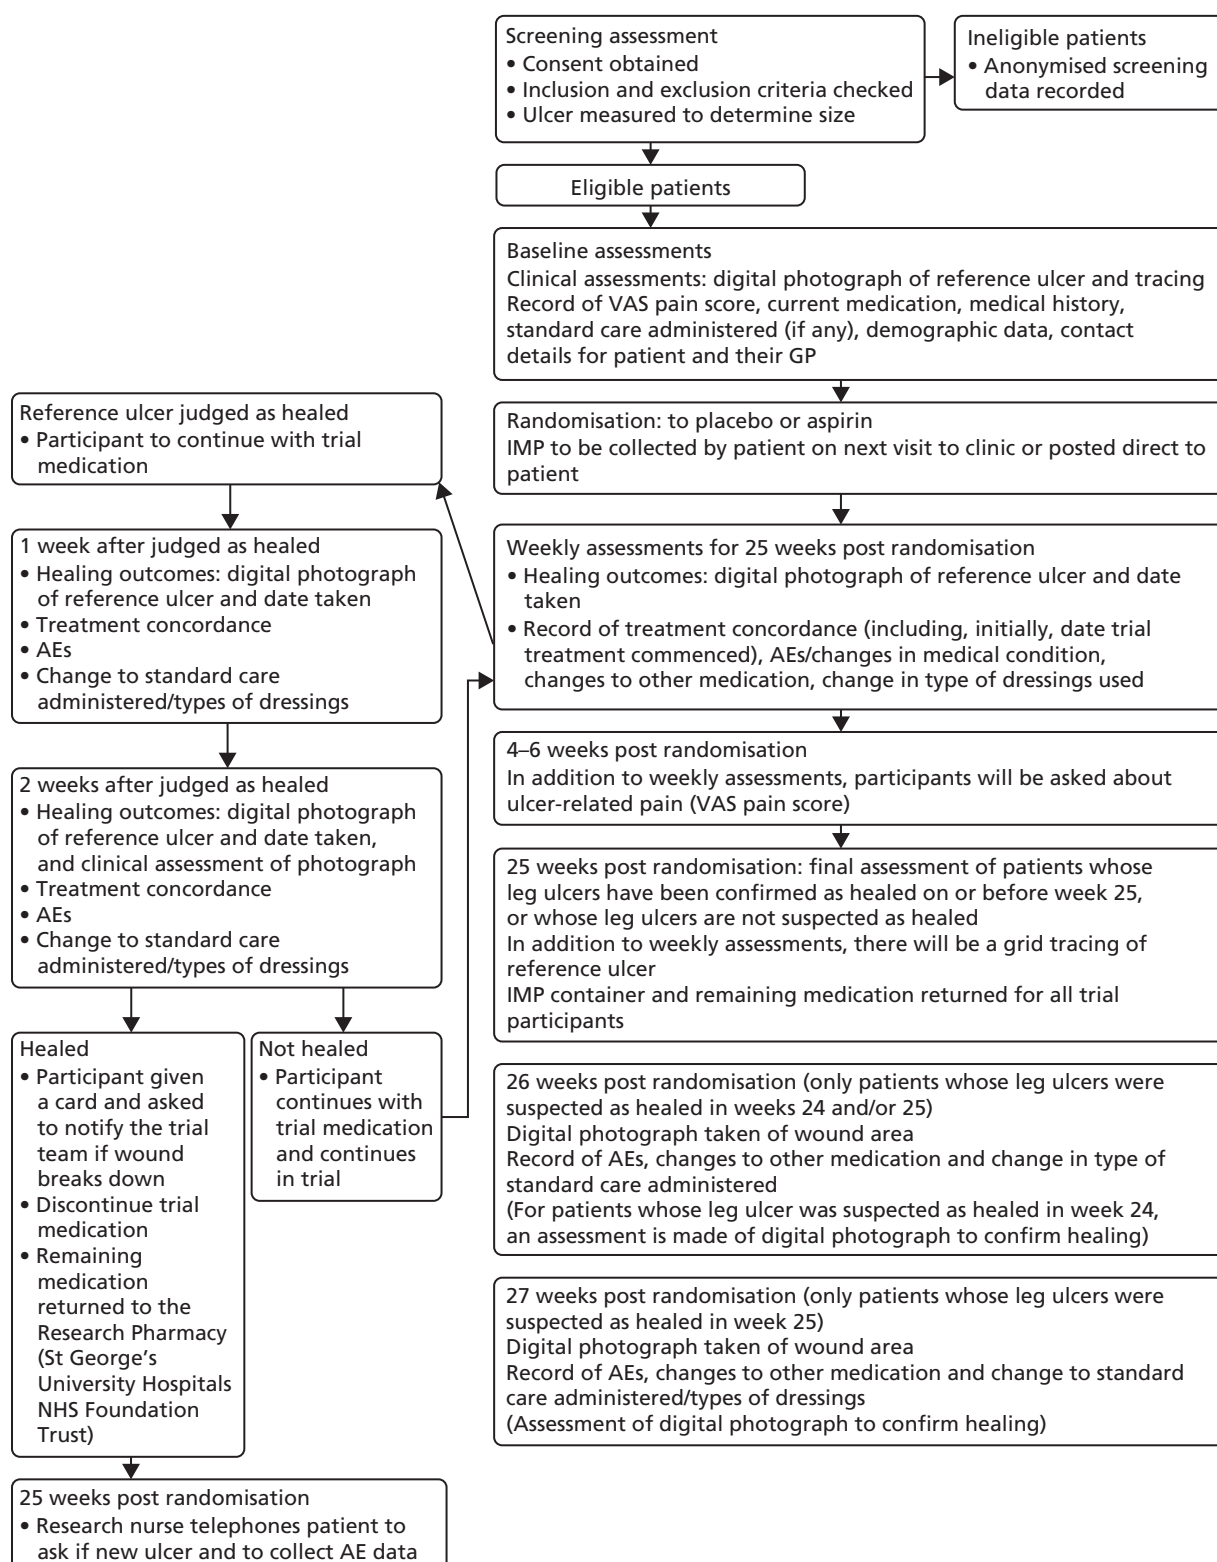 Screening assessment
• Consent obtained
• Inclusion and exclusion criteria checked
• Ulcer measured to determine size
Ineligible patients
• Anonymised screening
data recorded
Eligible patients
Baseline assessments
Clinical assessments: digital photograph of reference ulcer and tracing
Record of VAS pain score, current medication, medical history,
standard care administered (if any), demographic data, contact
details for patient and their GP
Randomisation: to placebo or aspirin
IMP to be collected by patient on next visit to clinic or posted direct to
patient
Weekly assessments for 25 weeks post randomisation
• Healing outcomes: digital photograph of reference ulcer and date
taken
• Record of treatment concordance (including, initially, date trial
treatment commenced), AEs/changes in medical condition,
changes to other medication, change in type of dressings used
4–6 weeks post randomisation
In addition to weekly assessments, participants will be asked about
ulcer-related pain (VAS pain score)
25 weeks post randomisation: final assessment of patients whose
leg ulcers have been confirmed as healed on or before week 25,
or whose leg ulcers are not suspected as healed
In addition to weekly assessments, there will be a grid tracing of
reference ulcer
IMP container and remaining medication returned for all trial
participants
26 weeks post randomisation (only patients whose leg ulcers were
suspected as healed in weeks 24 and/or 25)
Digital photograph taken of wound area
Record of AEs, changes to other medication and change in type of
standard care administered
(For patients whose leg ulcer was suspected as healed in week 24,
an assessment is made of digital photograph to confirm healing)
27 weeks post randomisation (only patients whose leg ulcers were
suspected as healed in week 25)
Digital photograph taken of wound area
Record of AEs, changes to other medication and change to standard
care administered/types of dressings
(Assessment of digital photograph to confirm healing)
Reference ulcer judged as healed
• Participant to continue with trial
medication
1 week after judged as healed
• Healing outcomes: digital photograph
of reference ulcer and date taken
• Treatment concordance
• AEs
• Change to standard care
administered/types of dressings
2 weeks after judged as healed
• Healing outcomes: digital photograph
of reference ulcer and date taken,
and clinical assessment of photograph
• Treatment concordance
• AEs
• Change to standard care
administered/types of dressings
Healed
• Participant given
a card and asked
to notify the trial
team if wound
breaks down
• Discontinue trial
medication
• Remaining
medication
returned to the
Research Pharmacy
(St George’s
University Hospitals
NHS Foundation
Trust)
Not healed
• Participant
continues with
trial medication
and continues
in trial
25 weeks post randomisation
• Research nurse telephones patient to
ask if new ulcer and to collect AE data